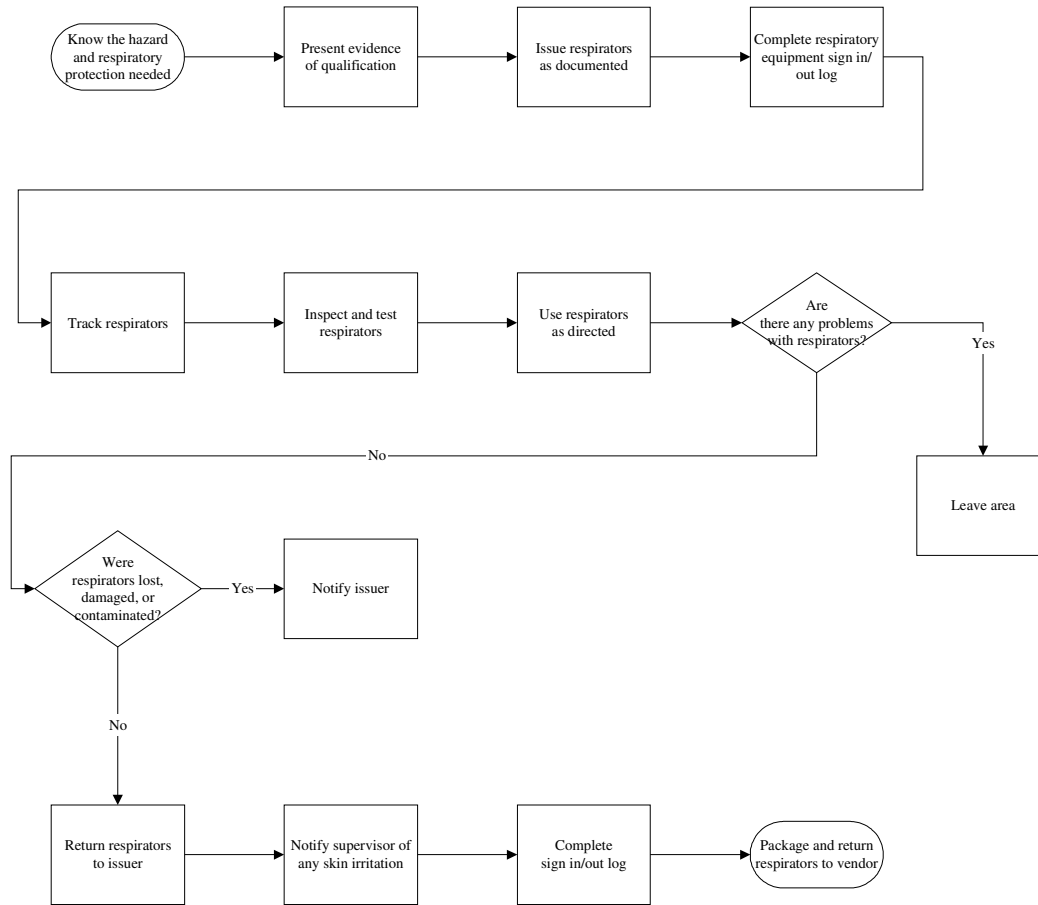 Know the hazard
and respiratory
protection needed
Present evidence
of qualification
Issue respirators
as documented
Complete respiratory
equipment sign in/
out log
Track respirators
Inspect and test
respirators
Use respirators
as directed
Are
there any problems
with respirators?
Yes
No
Leave area
Were
respirators lost,
damaged, or
contaminated?
Yes
Notify issuer
No
Return respirators
to issuer
Notify supervisor of
any skin irritation
Complete
sign in/out log
Package and return
respirators to vendor